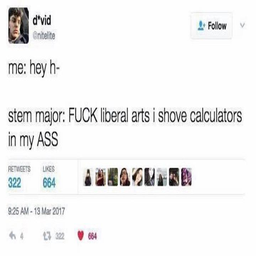 d*vid
@nitelite
Follow
me: hey h-
stem major: FUCK liberal arts i shove calculators
in my ASS
RETWEETS LIKES
322 664
9:25 AM - 13 Mar 2017
4 322 664